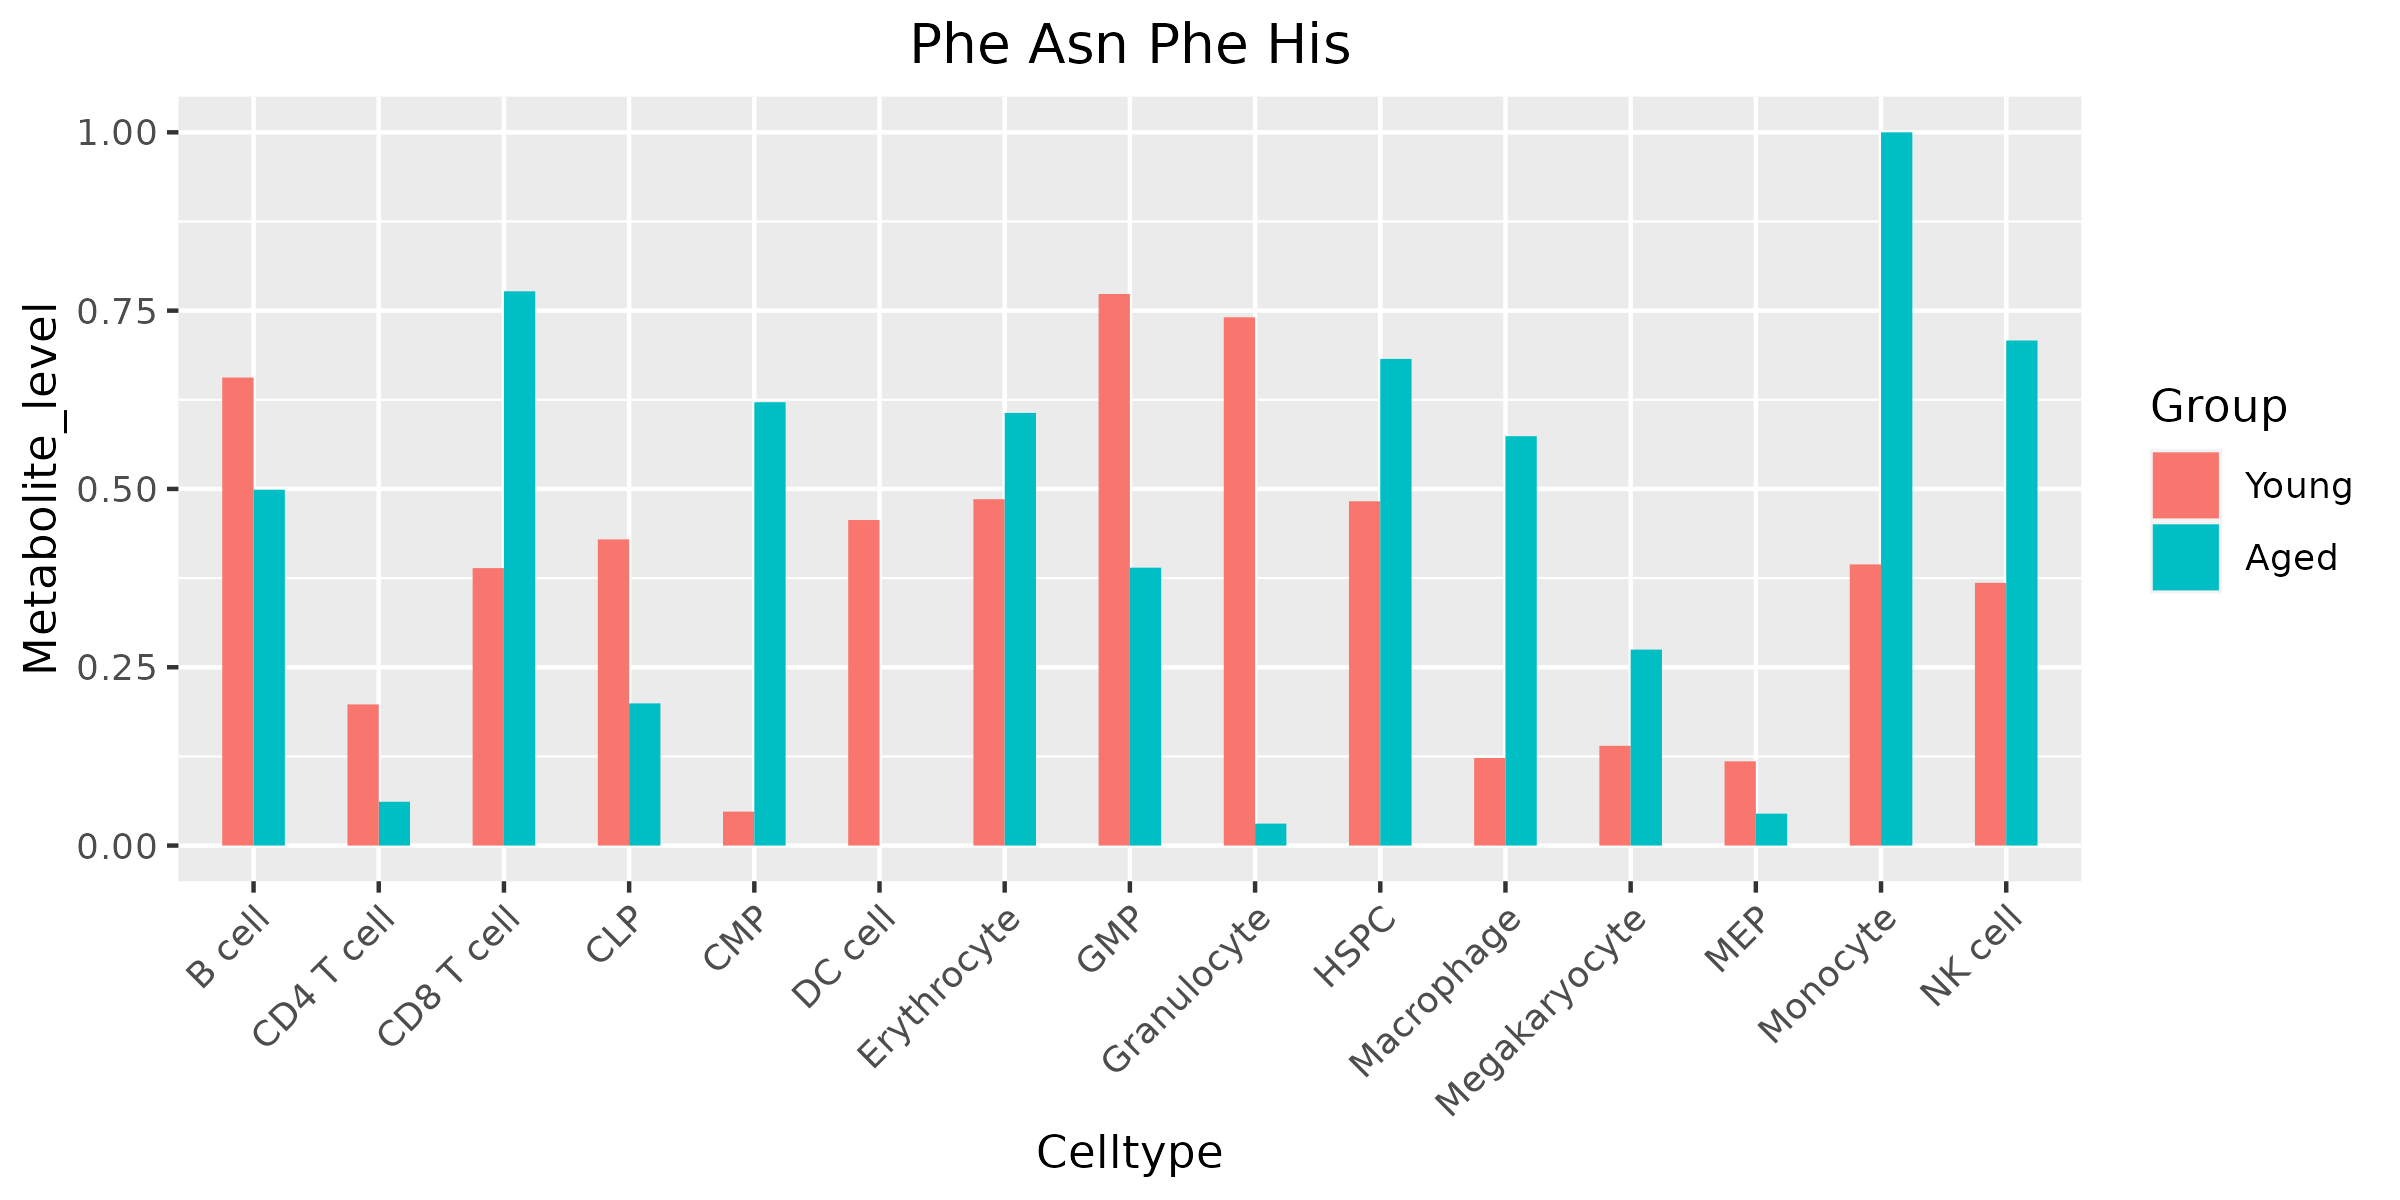 Phe Asn Phe His
Metabolite_level
1.00
0.75
0.50
0.25
0.00
B cell
CD4 T cell
CD8 T cell
CLP
CMP
DC cell
Erythrocyte
GMP
Granulocyte
HSPC
Macrophage
Megakaryocyte
MEP
Monocyte
NK cell
Celltype
Group
Young
Aged